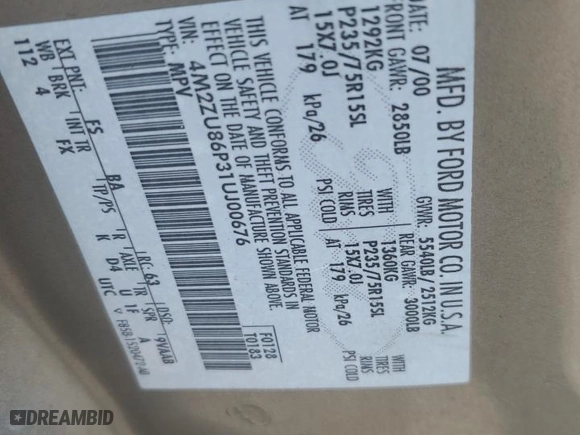 MFD. BY FORD MOTOR CO. IN U.S.A.
DATE: 07/00 GVWR: 5540LB/2512KG
FRONT GAWR: 2850LB REAR GAWR: 3000LB
1292KG WITH 1360KG WITH
P235/75R15SL TIRES P235/75R15SL TIRES
15X7.0J RIMS 15X7.0J RIMS
AT 179 kPa/26 PSI COLD AT 179 kPa/26 PSI COLD
THIS VEHICLE CONFORMS TO ALL APPLICABLE FEDERAL MOTOR
VEHICLE SAFETY AND THEFT PREVENTION STANDARDS IN
EFFECT ON THE DATE OF MANUFACTURE SHOWN ABOVE.
4M2ZU86P31UJ00676 F0128
TYPE: MPV T0183
EXT PNT: FS BA RC: 63 DSO: 9VAAB
WB BRK INT TR TP/PS R AXLE TR SPR
112 4 FX K D4 U 1F A
UTC
DREAMBID